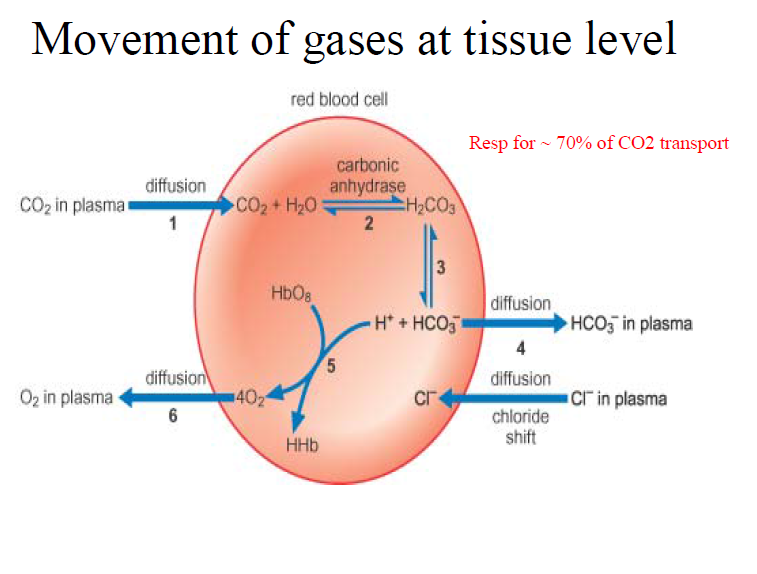 Movement of gases at tissue level
red blood cell
Resp for ~ 70% of CO2 transport
carbonic
anhydrase
diffusion
CO₂ in plasma
1
CO₂ + H₂O
2
H₂CO₃
3
HbO₈
H⁺ + HCO₃⁻
diffusion
HCO₃⁻ in plasma
4
5
diffusion
O₂ in plasma
6
4O₂
HHb
Cl⁻
diffusion
Cl⁻ in plasma
chloride
shift